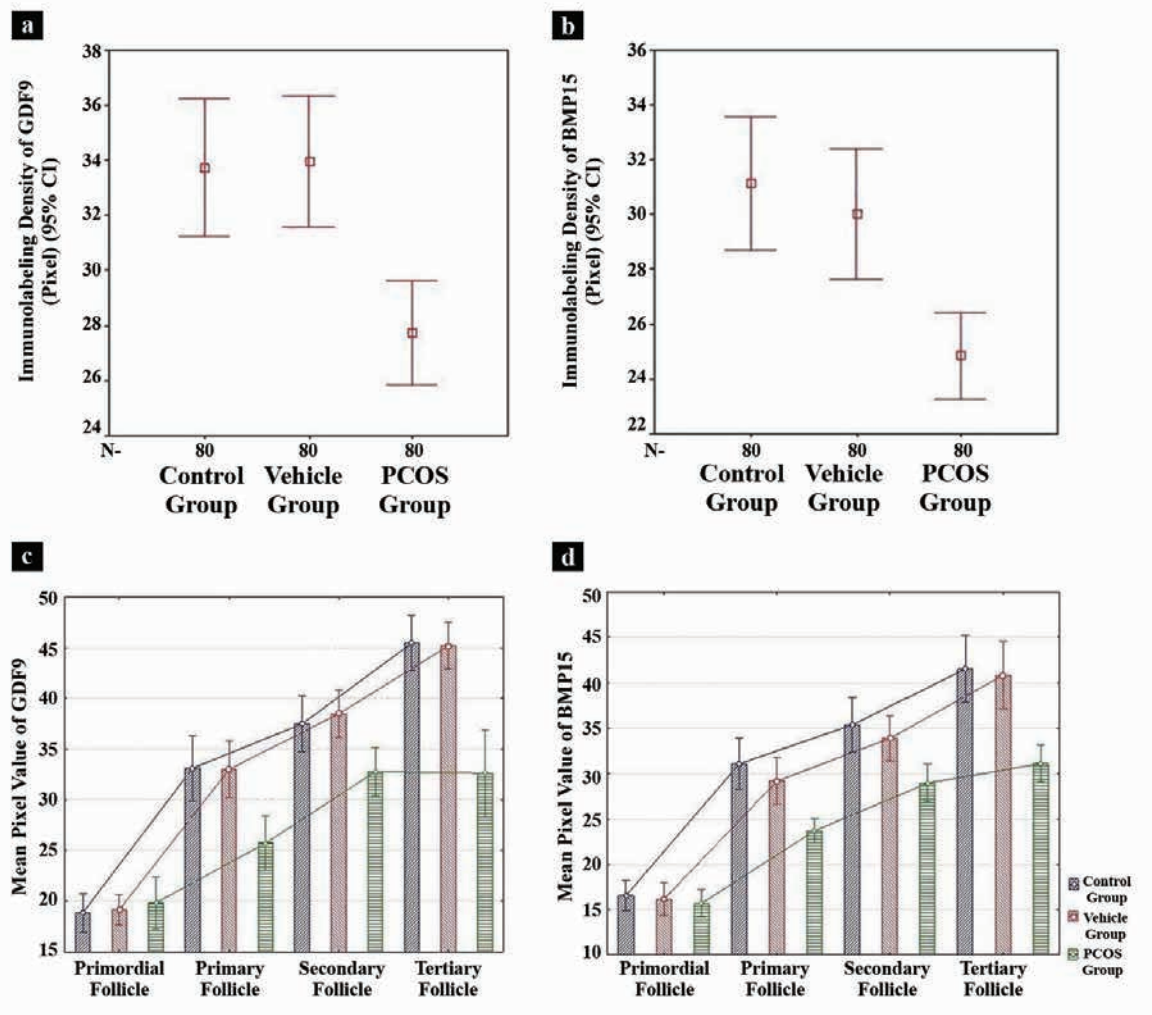 a
Immunolabeling Density of GDF9
(Pixel) (95% CI)
38
36
34
32
30
28
26
24
N- 80 80 80
Control Vehicle PCOS
Group Group Group
b
Immunolabeling Density of BMP15
(Pixel) (95% CI)
36
34
32
30
28
26
24
22
N- 80 80 80
Control Vehicle PCOS
Group Group Group
c
Mean Pixel Value of GDF9
50
45
40
35
30
25
20
15
Primordial Primary Secondary Tertiary
Follicle Follicle Follicle Follicle
d
Mean Pixel Value of BMP15
50
45
40
35
30
25
20
15
10
Primordial Primary Secondary Tertiary
Follicle Follicle Follicle Follicle
Control
Group
Vehicle
Group
PCOS
Group